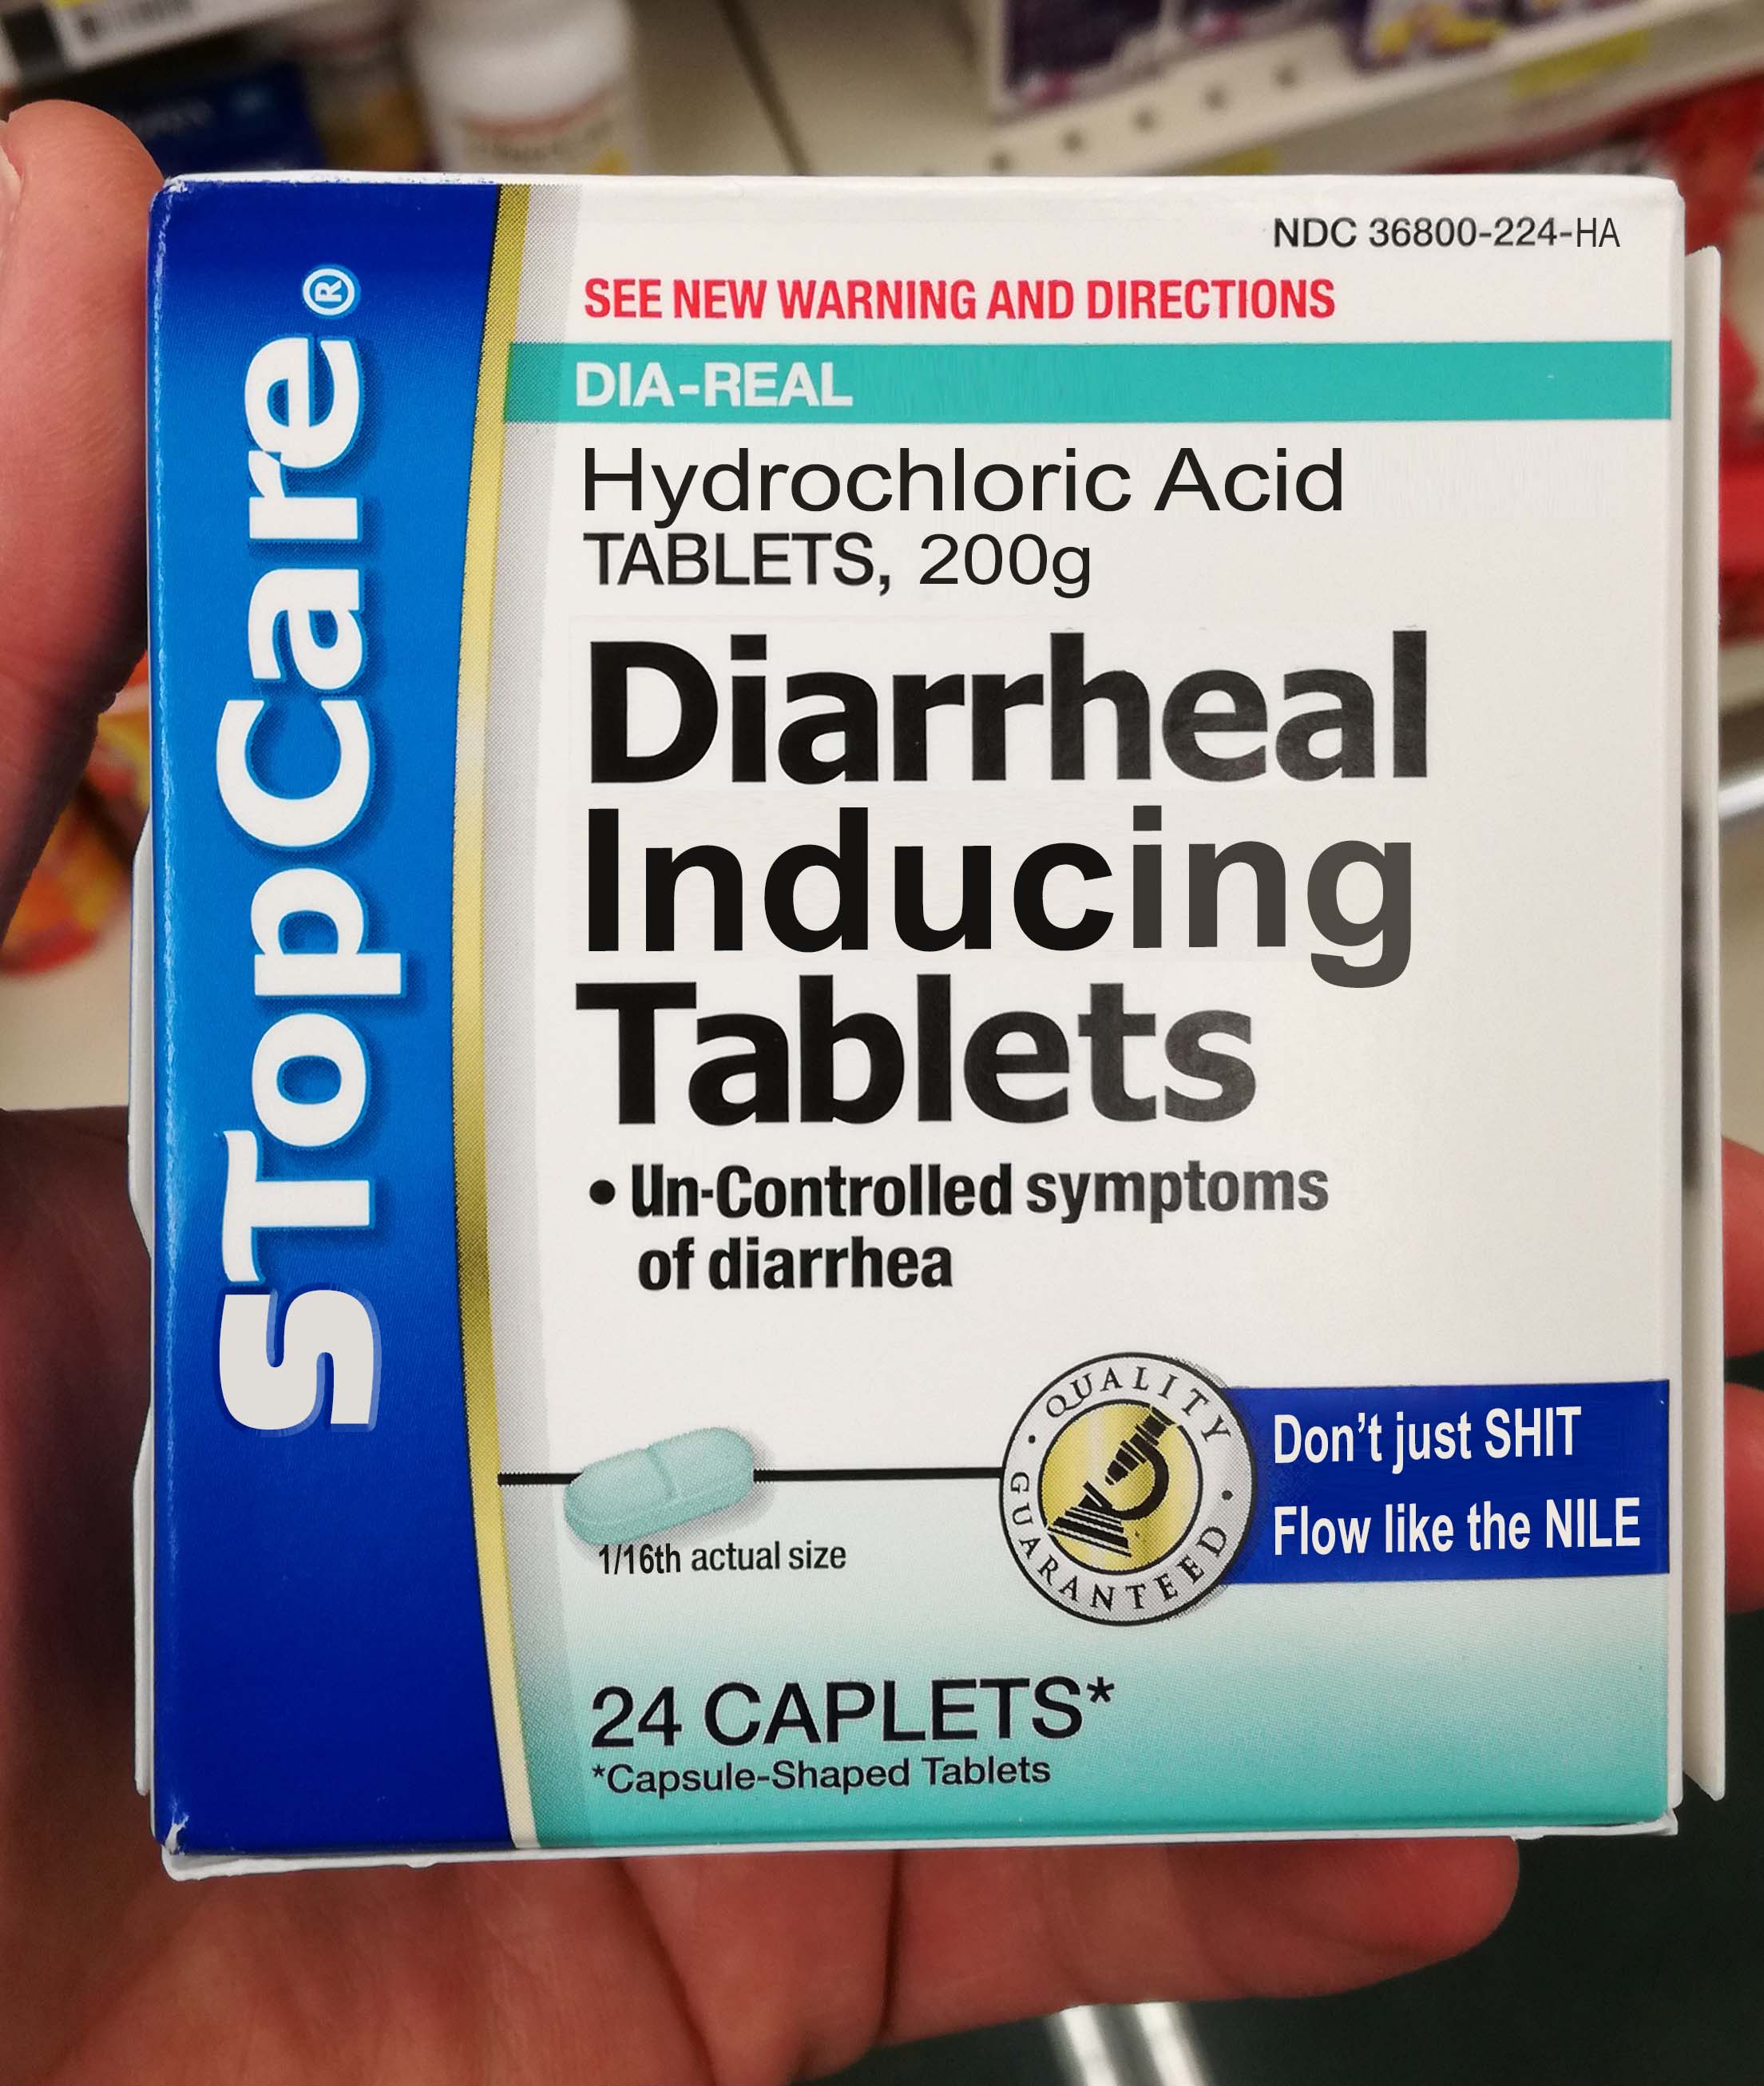 sTopCare®
NDC 36800-224-HA
SEE NEW WARNING AND DIRECTIONS
DIA-REAL
Hydrochloric Acid
TABLETS, 200g
Diarrheal
Inducing
Tablets
• Un-Controlled symptoms
of diarrhea
1/16th actual size
QUALITY
GUARANTEED
Don't just SHIT
Flow like the NILE
24 CAPLETS*
*Capsule-Shaped Tablets